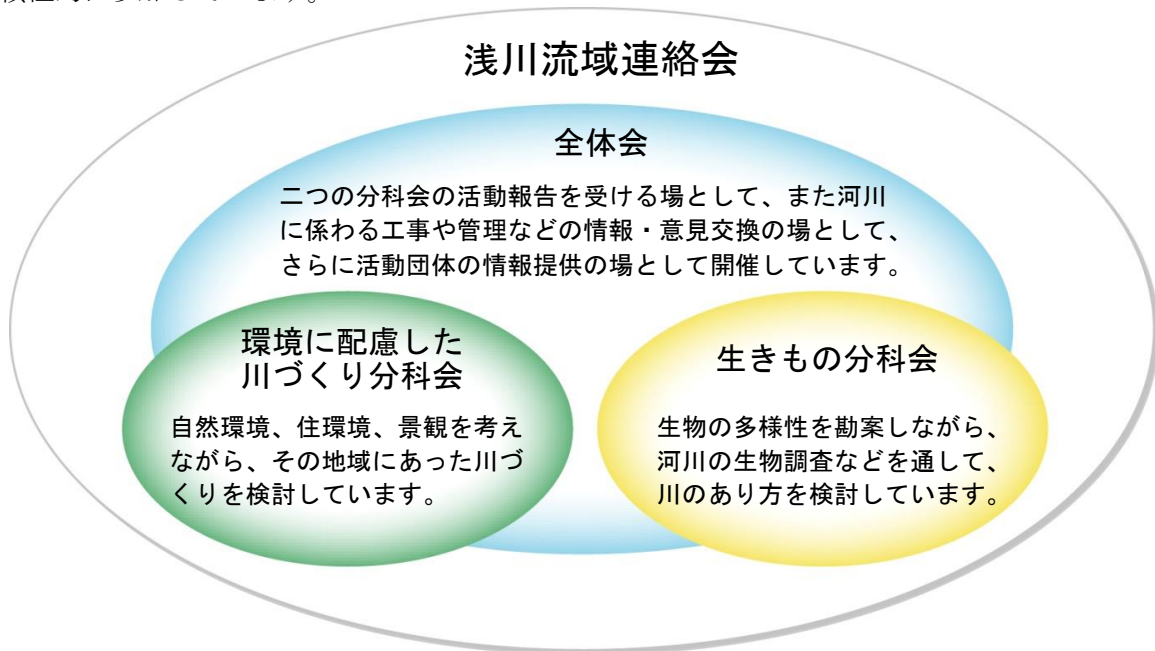 浅川流域連絡会
全体会
二つの分科会の活動報告を受ける場として、また河川
に係わる工事や管理などの情報・意見交換の場として、
さらに活動団体の情報提供の場として開催しています。
環境に配慮した
川づくり分科会
自然環境、住環境、景観を考え
ながら、その地域にあった川づ
くりを検討しています。
生きもの分科会
生物の多様性を勘案しながら、
河川の生物調査などを通して、
川のあり方を検討しています。